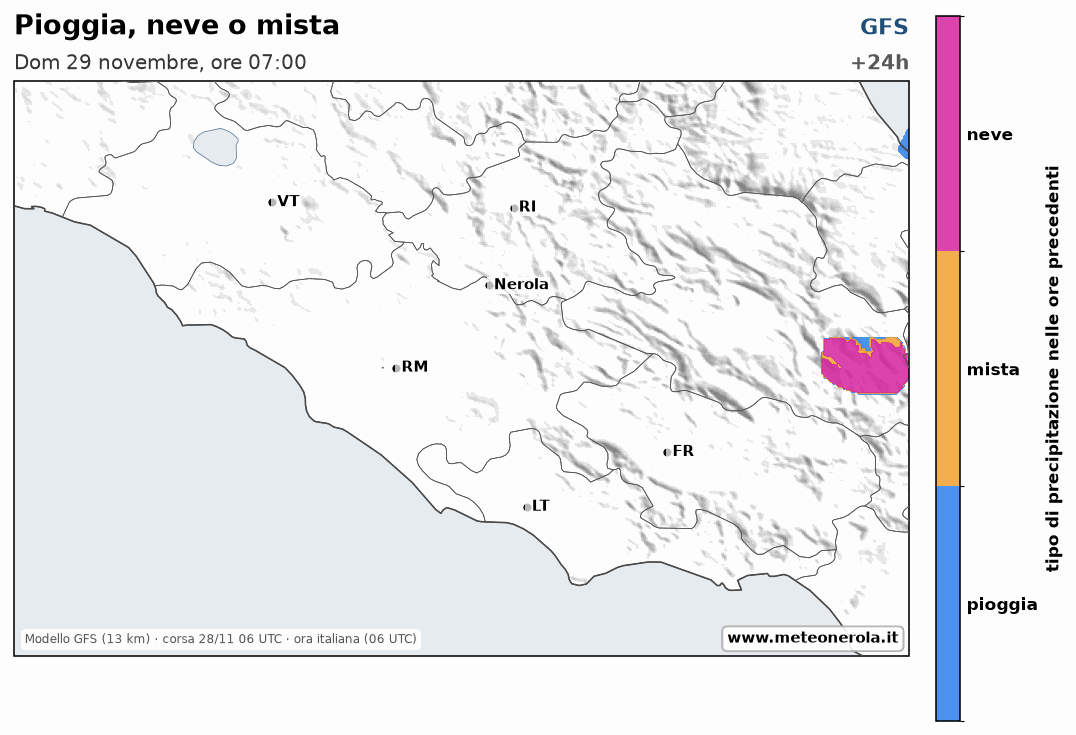 Pioggia, neve o mista
GFS
Dom 29 novembre, ore 07:00
+24h
neve
VT
RI
Nerola
RM
mista
FR
LT
pioggia
tipo di precipitazione nelle ore precedenti
Modello GFS (13 km) · corsa 28/11 06 UTC · ora italiana (06 UTC)
www.meteonerola.it